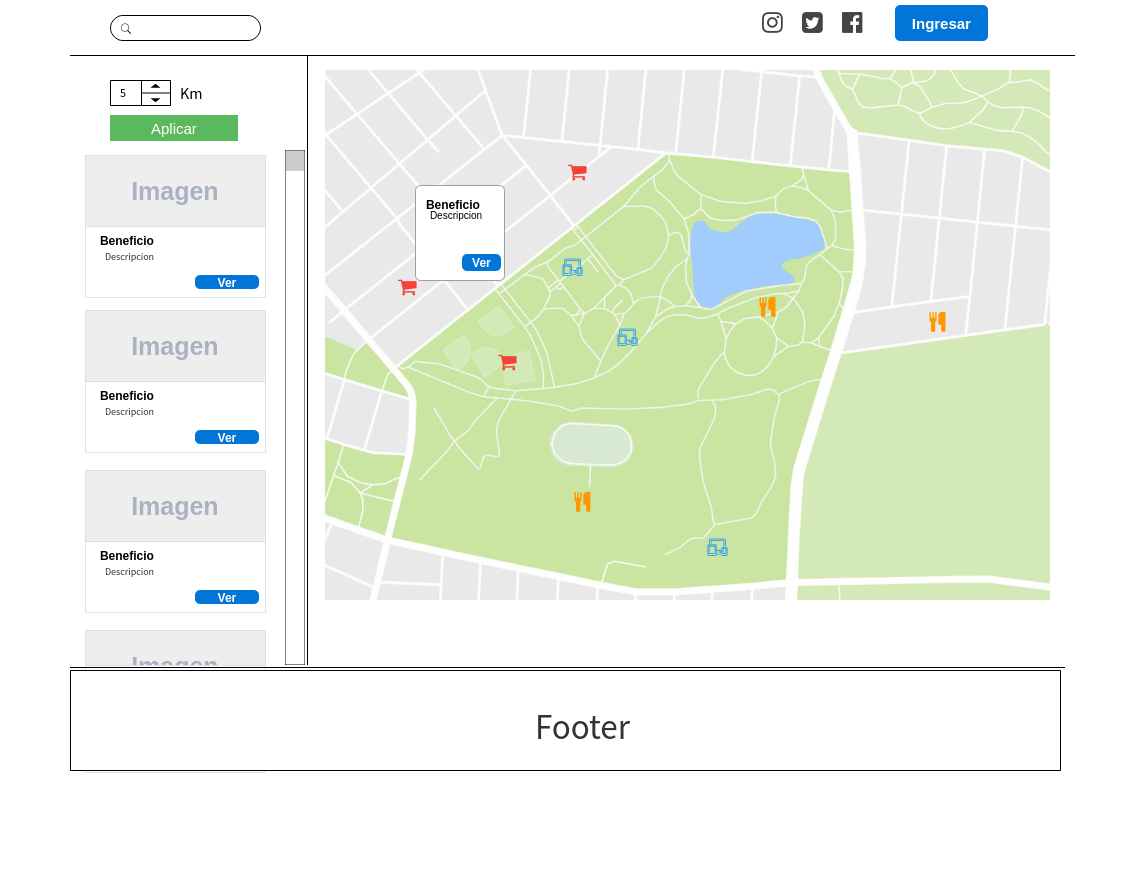 Ingresar
5
Km
Aplicar
Imagen
Beneficio
Descripcion
Ver
Imagen
Beneficio
Descripcion
Ver
Imagen
Beneficio
Descripcion
Ver
Imagen
Beneficio
Descripcion
Ver
Footer